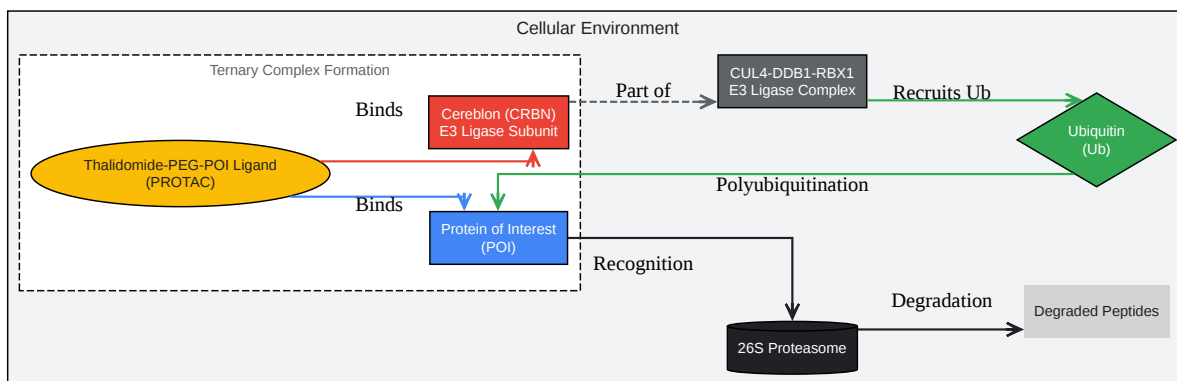 Cellular Environment
Ternary Complex Formation
Binds
Cereblon (CRBN)
E3 Ligase Subunit
Part of
CUL4-DDB1-RBX1
E3 Ligase Complex
Recruits Ub
Ubiquitin
(Ub)
Thalidomide-PEG-POI Ligand
(PROTAC)
Binds
Polyubiquitination
Protein of Interest
(POI)
Recognition
26S Proteasome
Degradation
Degraded Peptides